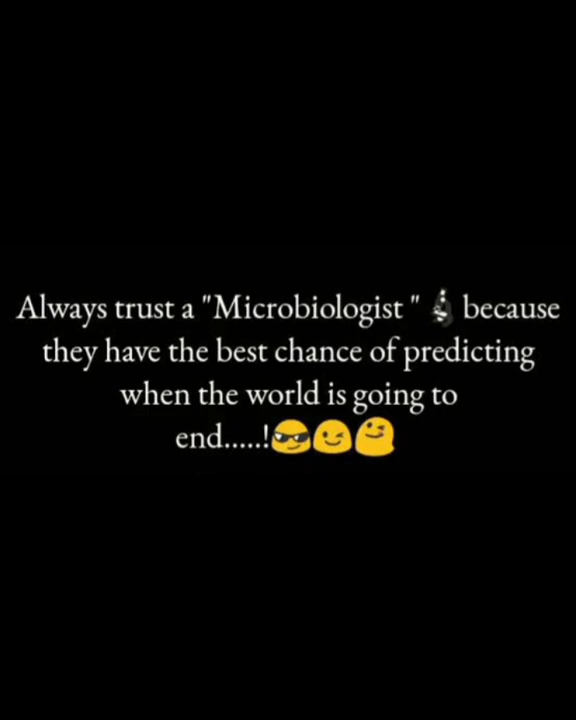 Always trust a "Microbiologist " 🔬 because
they have the best chance of predicting
when the world is going to
end.....!😎😉😉